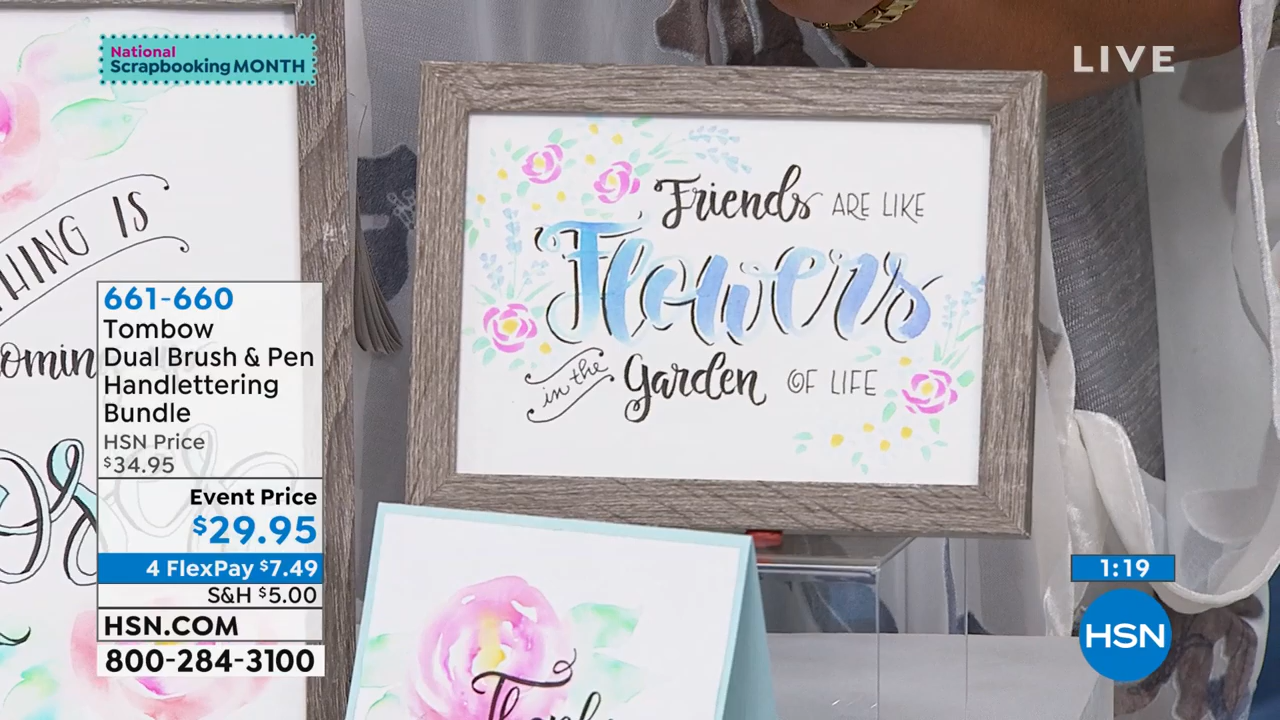 National
Scrapbooking MONTH
LIVE
THING IS
Friends ARE LIKE
Flowers
in the
Garden OF LIFE
661-660
Tombow
Dual Brush & Pen
Handlettering
Bundle
HSN Price
$34.95
Event Price
$29.95
4 FlexPay $7.49
S&H $5.00
HSN.COM
800-284-3100
1:19
HSN